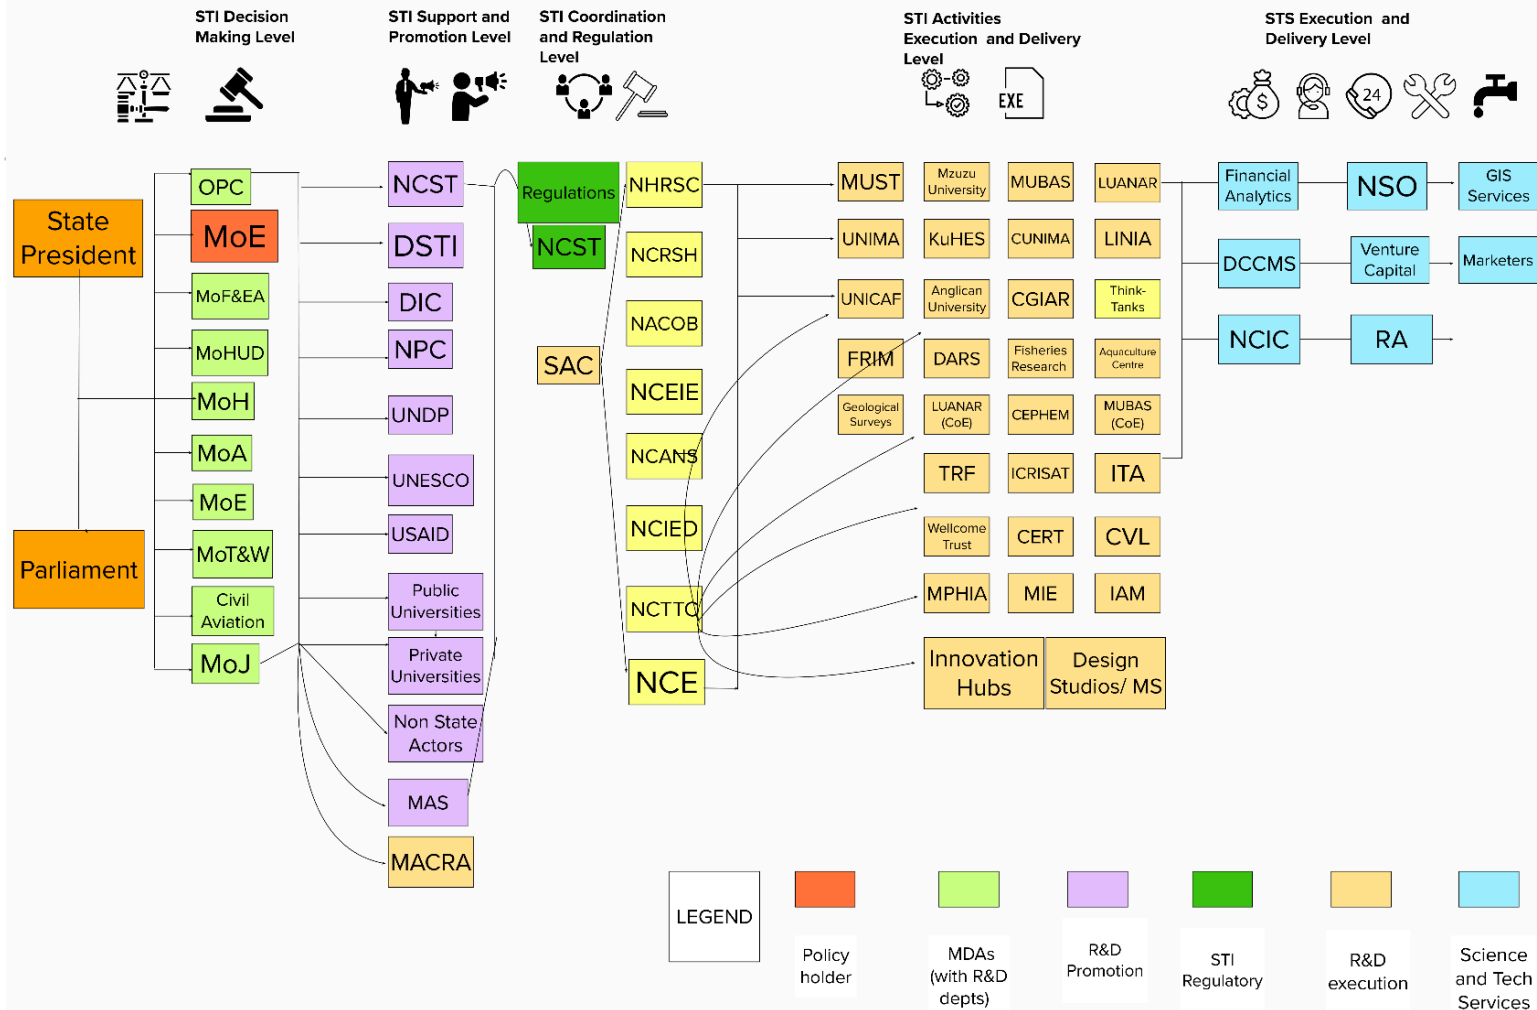 STI Decision
Making Level
STI Support and
Promotion Level
STI Coordination
and Regulation
Level
STI Activities
Execution and Delivery
Level
STS Execution and
Delivery Level
24
$
EXE
State
President
Parliament
OPC
MoE
MoF&EA
MoHUD
MoH
MoA
MoE
MoT&W
Civil
Aviation
MoJ
NCST
DSTI
DIC
NPC
UNDP
UNESCO
USAID
Public
Universities
Private
Universities
Non State
Actors
MAS
MACRA
Regulations
NCST
SAC
NHRSC
NCRSH
NACOB
NCEIE
NCANS
NCIED
NCTTC
NCE
MUST
Mzuzu
University
MUBAS
LUANAR
UNIMA
KuHES
CUNIMA
LINIA
UNICAF
Anglican
University
CGIAR
Think-
Tanks
FRIM
DARS
Fisheries
Research
Aquaculture
Centre
Geological
Surveys
LUANAR
(CoE)
CEPHEM
MUBAS
(CoE)
TRF
ICRISAT
ITA
Wellcome
Trust
CERT
CVL
MPHIA
MIE
IAM
Innovation
Hubs
Design
Studios/ MS
Financial
Analytics
NSO
GIS
Services
DCCMS
Venture
Capital
Marketers
NCIC
RA
LEGEND
Policy
holder
MDAs
(with R&D
depts)
R&D
Promotion
STI
Regulatory
R&D
execution
Science
and Tech
Services